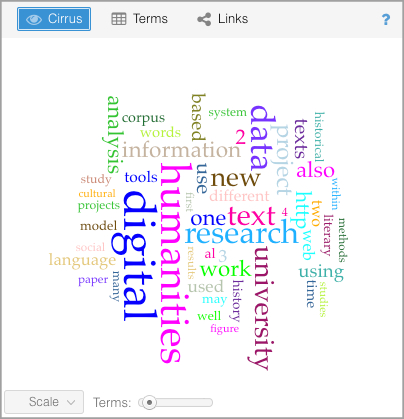 Cirrus Terms Links ?
historical
based
system
data
analysis
corpus
texts
words
2
project
information
also
use
new
study
tools
humanities
within
cultural
different
first
http
two
projects
digital
one
text
4
literary
model
research
methods
web
social
results
al
3
language
work
university
using
paper
many
used
history
time
studies
may
well
figure
Scale Terms: